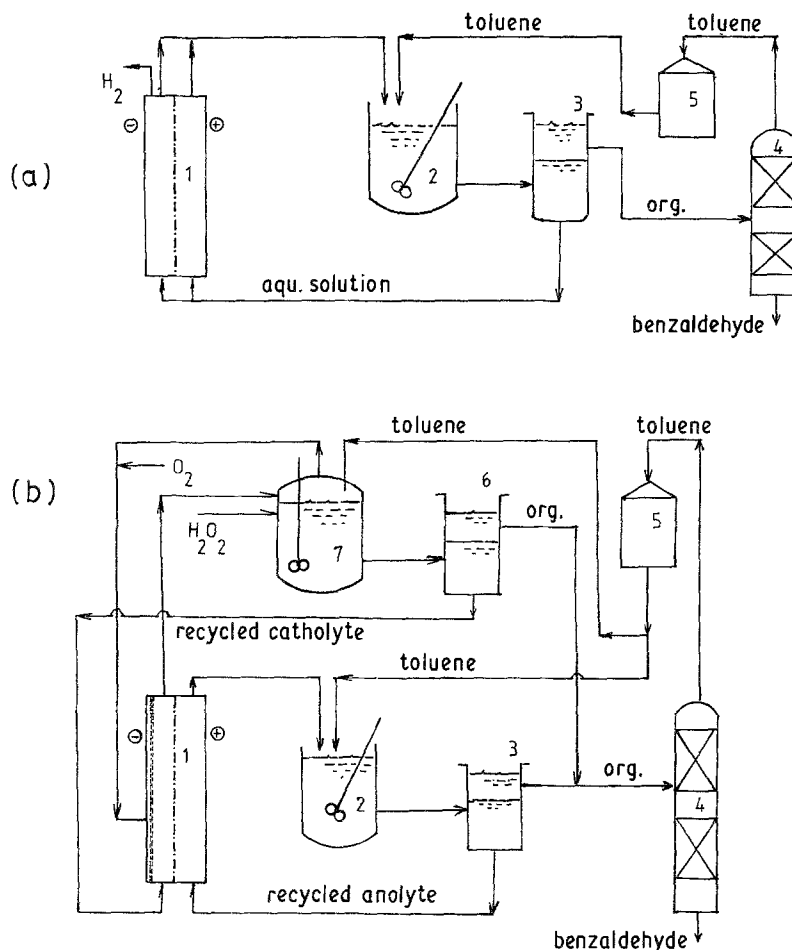 toluene
toluene
H2
⊖
⊕
1
2
3
5
4
(a)
org.
aqu. solution
benzaldehyde
toluene
toluene
O2
6
(b)
H2O2
org.
5
7
recycled catholyte
toluene
⊖
⊕
1
3
2
org.
4
recycled anolyte
benzaldehyde